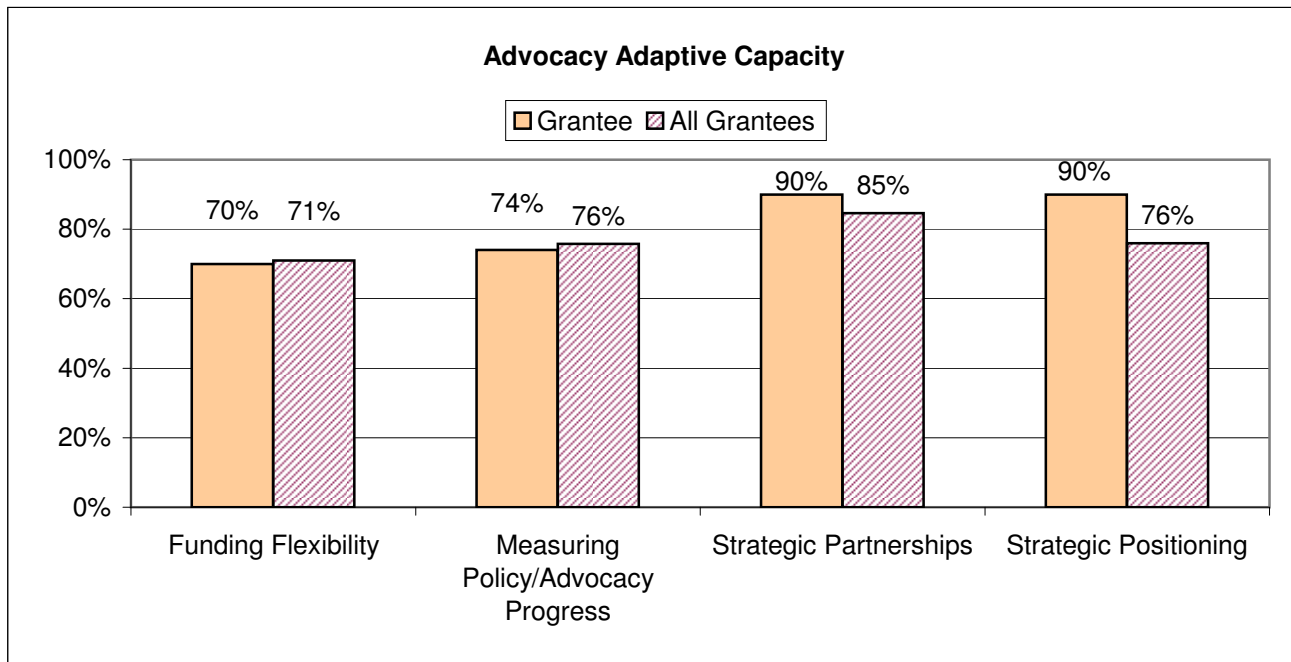 Advocacy Adaptive Capacity
Grantee All Grantees
100%
90% 85% 90%
70% 71% 74% 76% 76%
80%
60%
40%
20%
0%
Funding Flexibility Measuring Strategic Partnerships Strategic Positioning
Policy/Advocacy
Progress